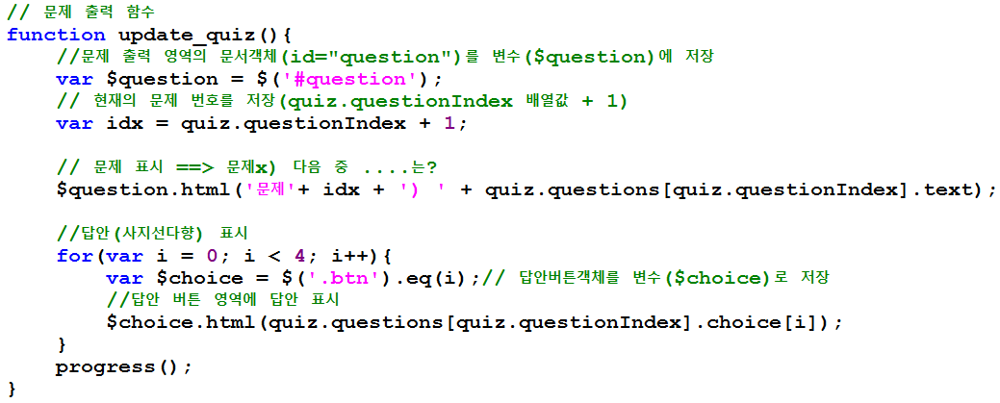 // 문제 출력 함수
function update_quiz(){
//문제 출력 영역의 문서객체(id="question")를 변수($question)에 저장
var $question = $('#question');
// 현재의 문제 번호를 저장(quiz.questionIndex 배열값 + 1)
var idx = quiz.questionIndex + 1;
// 문제 표시 ==> 문제x) 다음 중 ....는?
$question.html('문제'+ idx + ') ' + quiz.questions[quiz.questionIndex].text);
//답안(사지선다향) 표시
for(var i = 0; i < 4; i++){
var $choice = $('.btn').eq(i);// 답안버튼객체를 변수($choice)로 저장
//답안 버튼 영역에 답안 표시
$choice.html(quiz.questions[quiz.questionIndex].choice[i]);
}
progress();
}